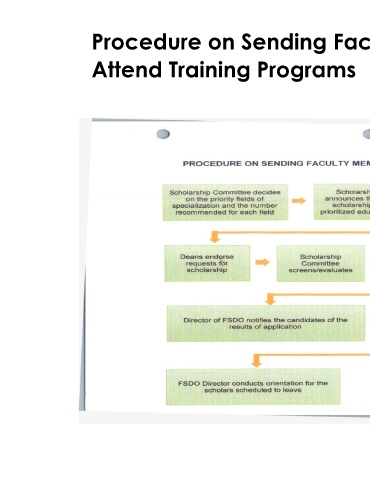 Procedure on Sending Fac
Attend Training Programs
PROCEDURE ON SENDING FACULTY MEM
Scholarship Committee decides
on the priority fields of
specialization and the number
recommended for each field
Scholarsh
announces th
scholarship
prioritized edu
Deans endorse
requests for
scholarship
Scholarship
Committee
screens/evaluates
Director of FSDO notifies the candidates of the
results of application
FSDO Director conducts orientation for the
scholars scheduled to leave